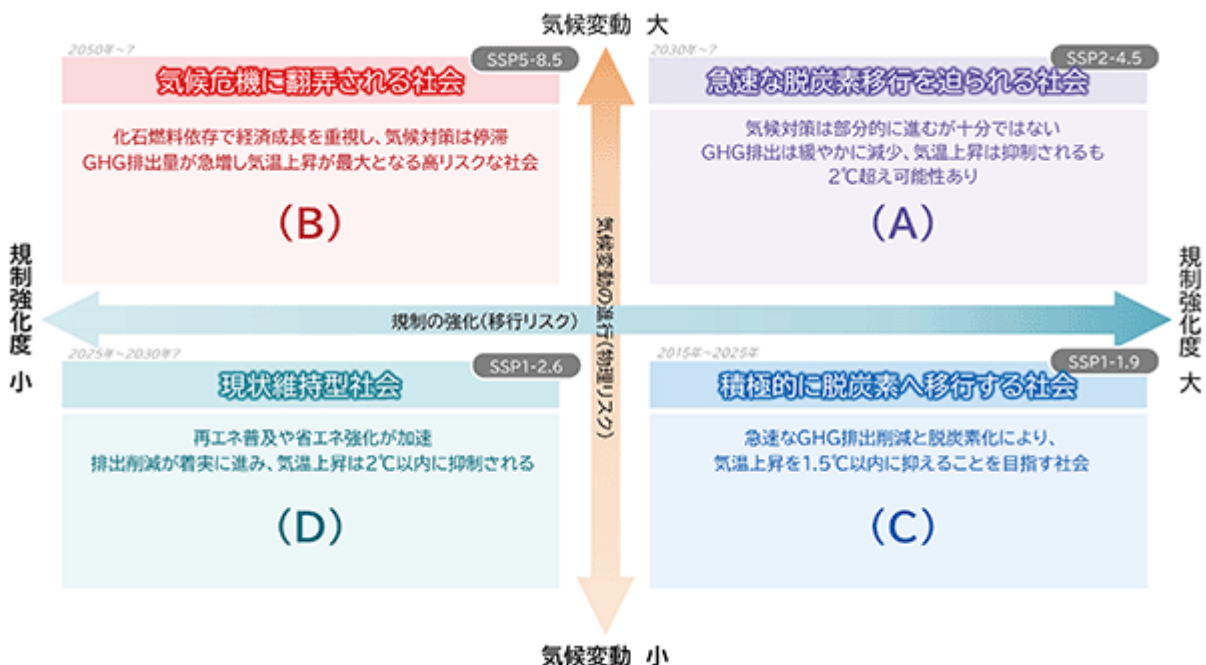 気候変動 大
2050年~?
SSP5-8.5
気候危機に翻弄される社会
化石燃料依存で経済成長を重視し、気候対策は停滞
GHG排出量が急増し気温上昇が最大となる高リスクな社会
(B)
2030年~?
SSP2-4.5
急速な脱炭素移行を迫られる社会
気候対策は部分的に進むが十分ではない
GHG排出は緩やかに減少、気温上昇は抑制されるも
2℃超え可能性あり
(A)
規制強化度 小
規制の強化(移行リスク)
気候変動の進行(物理リスク)
規制強化度 大
2025年~2030年?
SSP1-2.6
現状維持型社会
再エネ普及や省エネ強化が加速
排出削減が着実に進み、気温上昇は2℃以内に抑制される
(D)
2015年~2025年
SSP1-1.9
積極的に脱炭素へ移行する社会
急速なGHG排出削減と脱炭素化により、
気温上昇を1.5℃以内に抑えることを目指す社会
(C)
気候変動 小